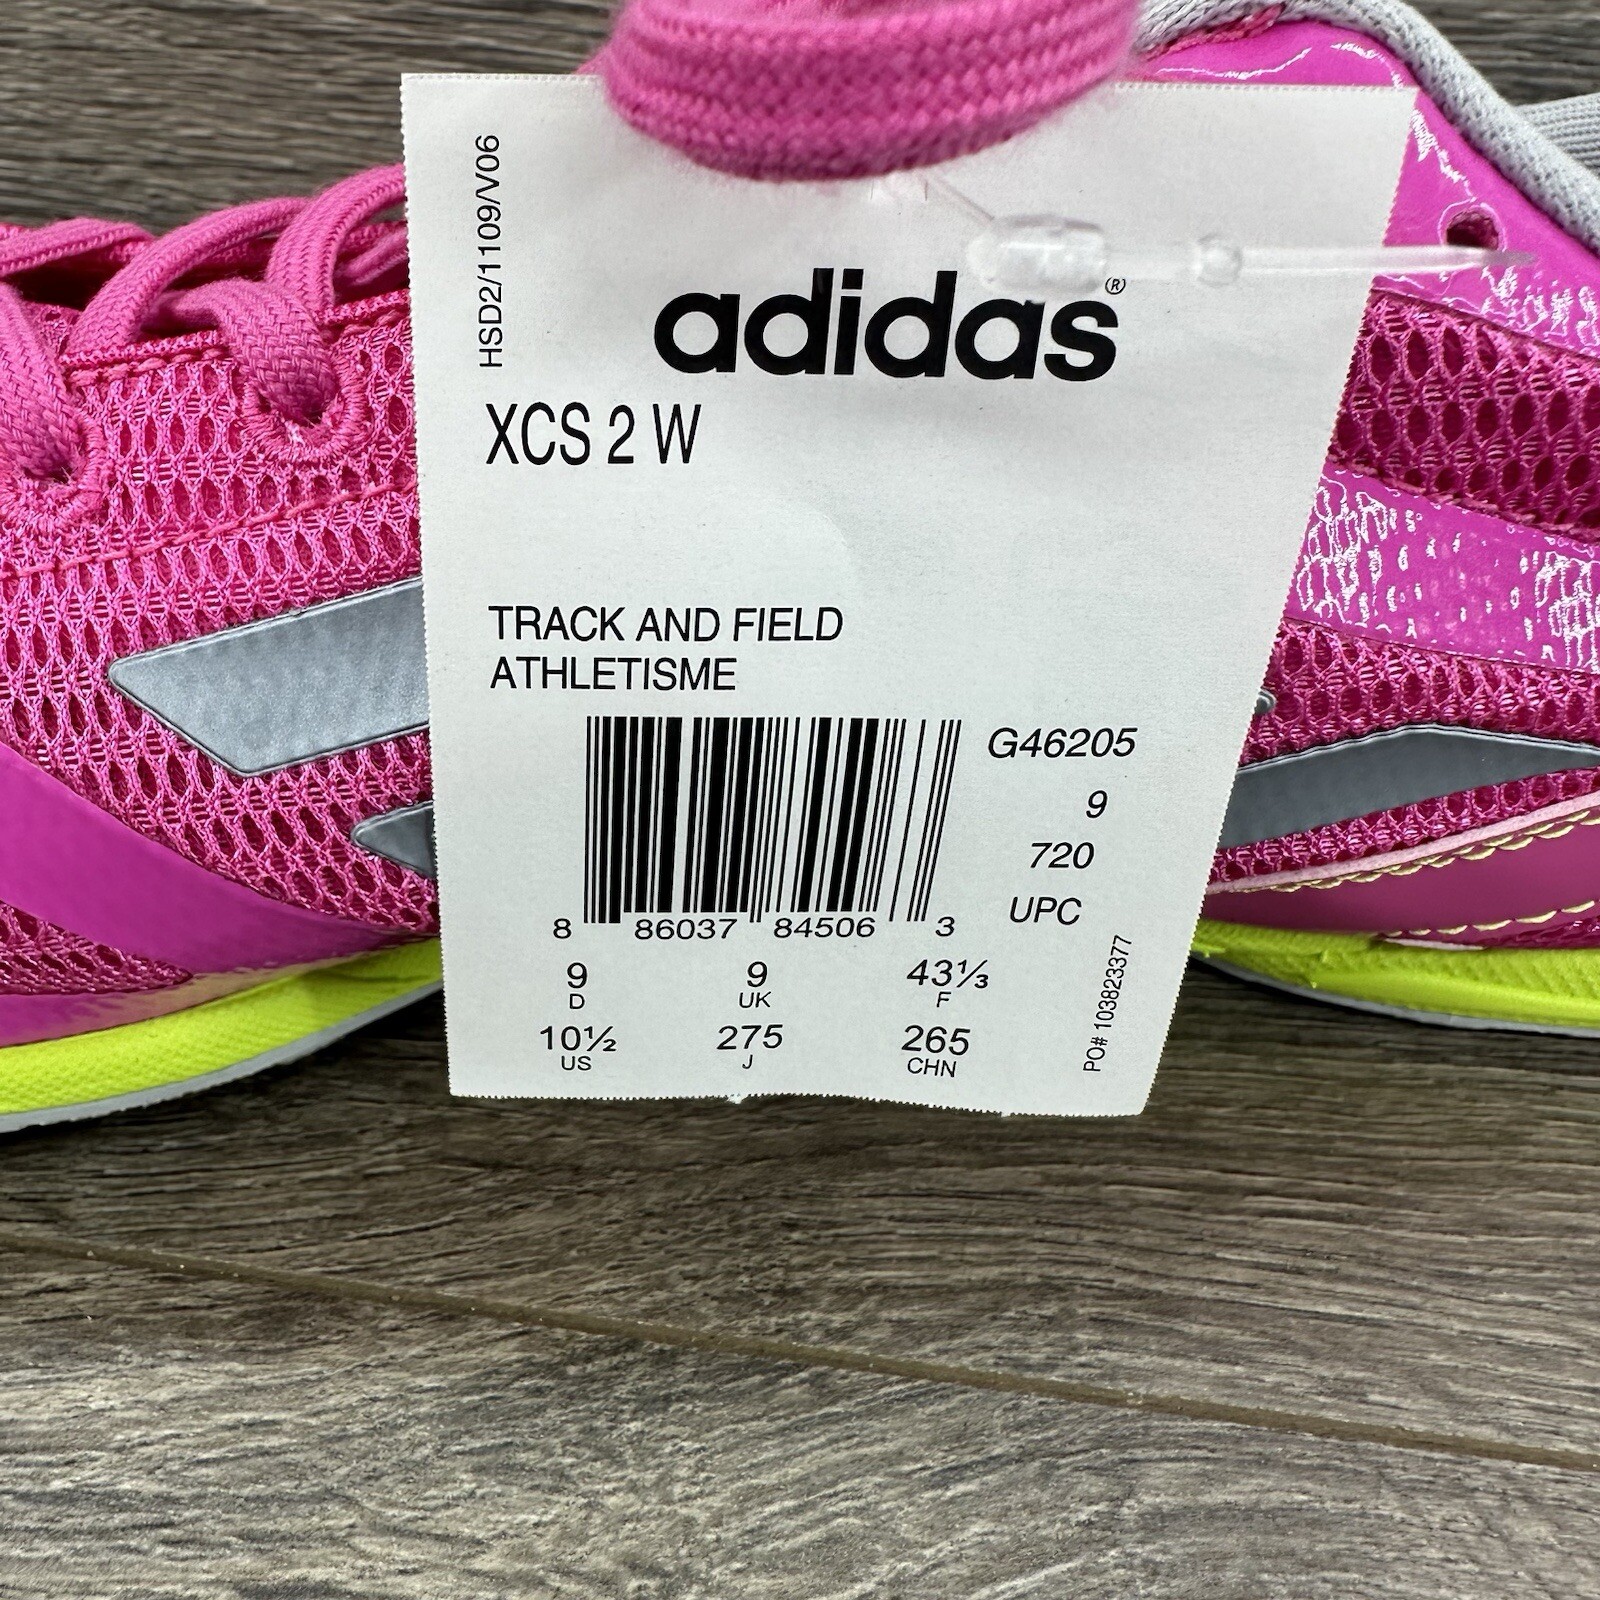 HSD2/1109/V06
adidas®
XCS 2 W
TRACK AND FIELD
ATHLETISME
G46205
9
720
UPC
8 86037 84506 3
9 9 43⅓
D UK F
10½ 275 265
US J CHN
PO# 103823377